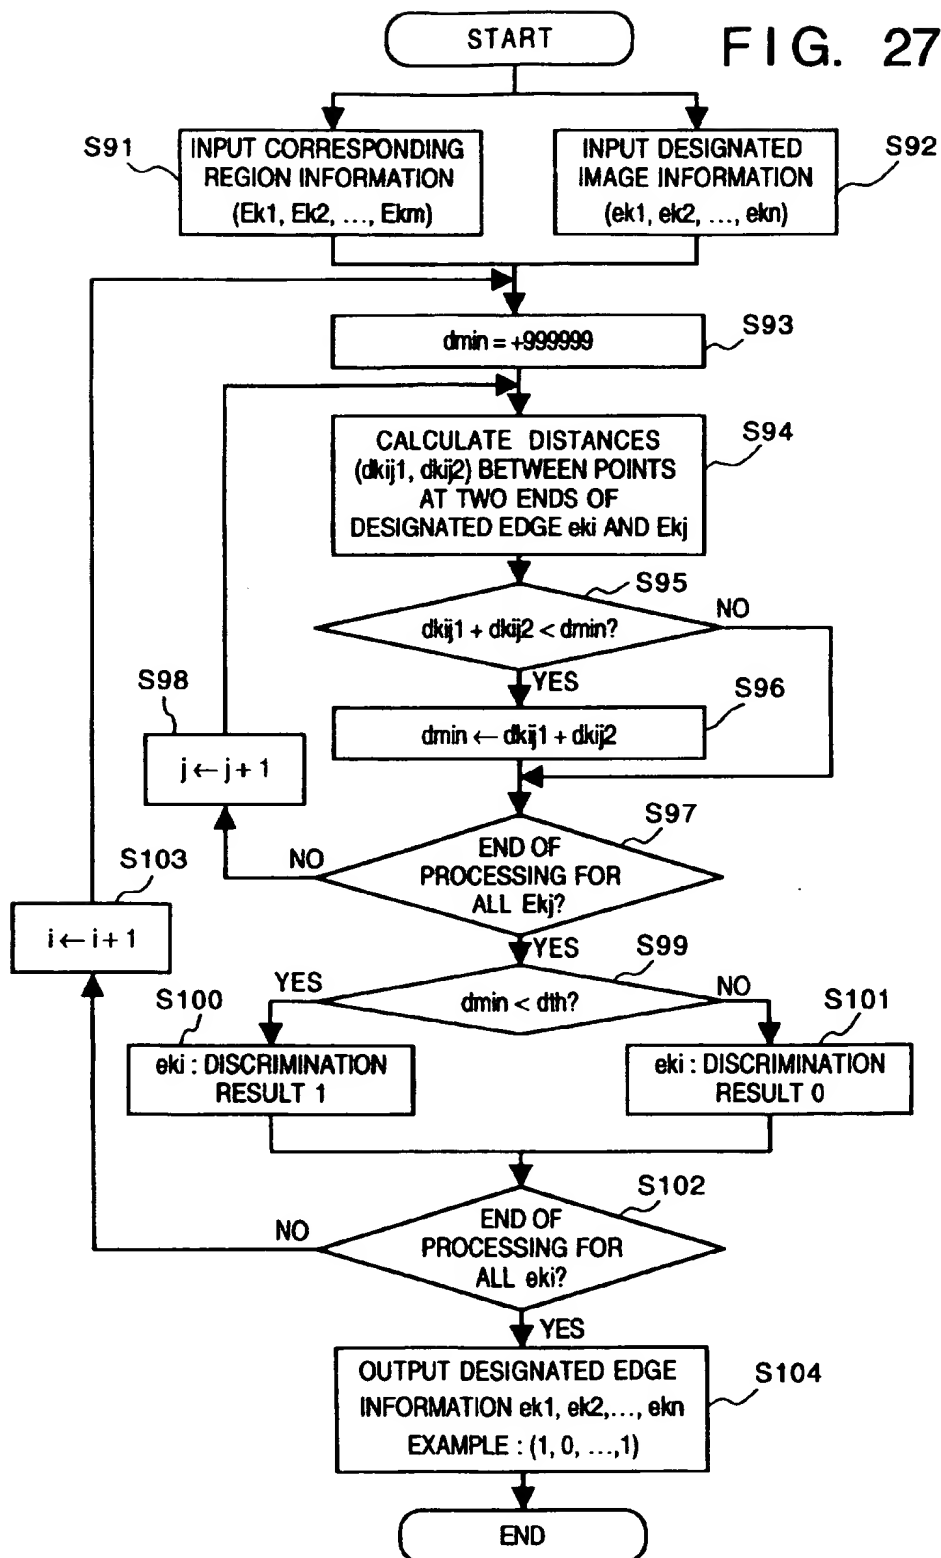 START
FIG. 27
S91
INPUT CORRESPONDING
REGION INFORMATION
(Ek1, Ek2, ..., Ekm)
INPUT DESIGNATED
IMAGE INFORMATION
(ek1, ek2, ..., ekn)
S92
dmin = +999999
S93
CALCULATE DISTANCES
(dkij1, dkij2) BETWEEN POINTS
AT TWO ENDS OF
DESIGNATED EDGE eki AND Ekj
S94
S95
dkij1 + dkij2 < dmin?
NO
YES
S96
dmin ← dkij1 + dkij2
S98
j ← j + 1
S97
END OF
PROCESSING FOR
ALL Ekj?
NO
YES
S103
i ← i + 1
S99
dmin < dth?
YES
NO
S100
eki : DISCRIMINATION
RESULT 1
S101
eki : DISCRIMINATION
RESULT 0
S102
END OF
PROCESSING FOR
ALL eki?
NO
YES
OUTPUT DESIGNATED EDGE
INFORMATION ek1, ek2,..., ekn
EXAMPLE : (1, 0, ...,1)
S104
END